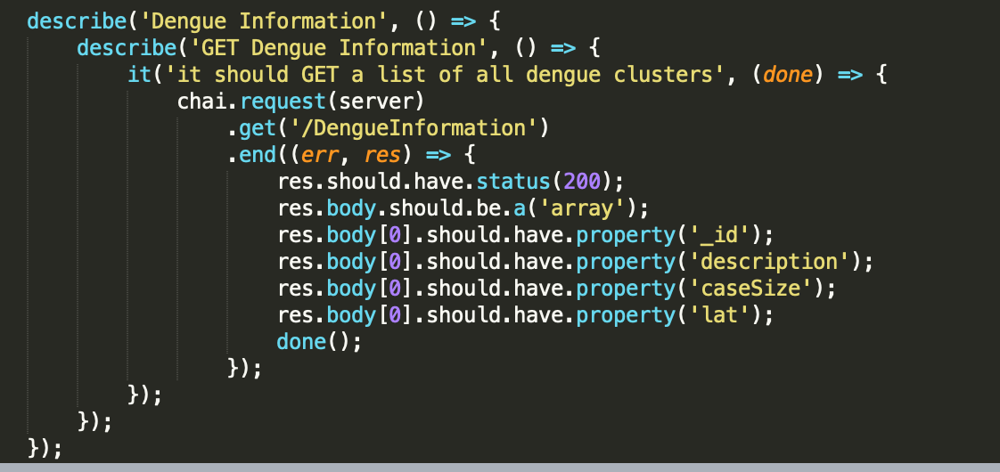 describe('Dengue Information', () => {
    describe('GET Dengue Information', () => {
        it('it should GET a list of all dengue clusters', (done) => {
            chai.request(server)
                .get('/DengueInformation')
                .end((err, res) => {
                    res.should.have.status(200);
                    res.body.should.be.a('array');
                    res.body[0].should.have.property('_id');
                    res.body[0].should.have.property('description');
                    res.body[0].should.have.property('caseSize');
                    res.body[0].should.have.property('lat');
                    done();
                });
        });
    });
});